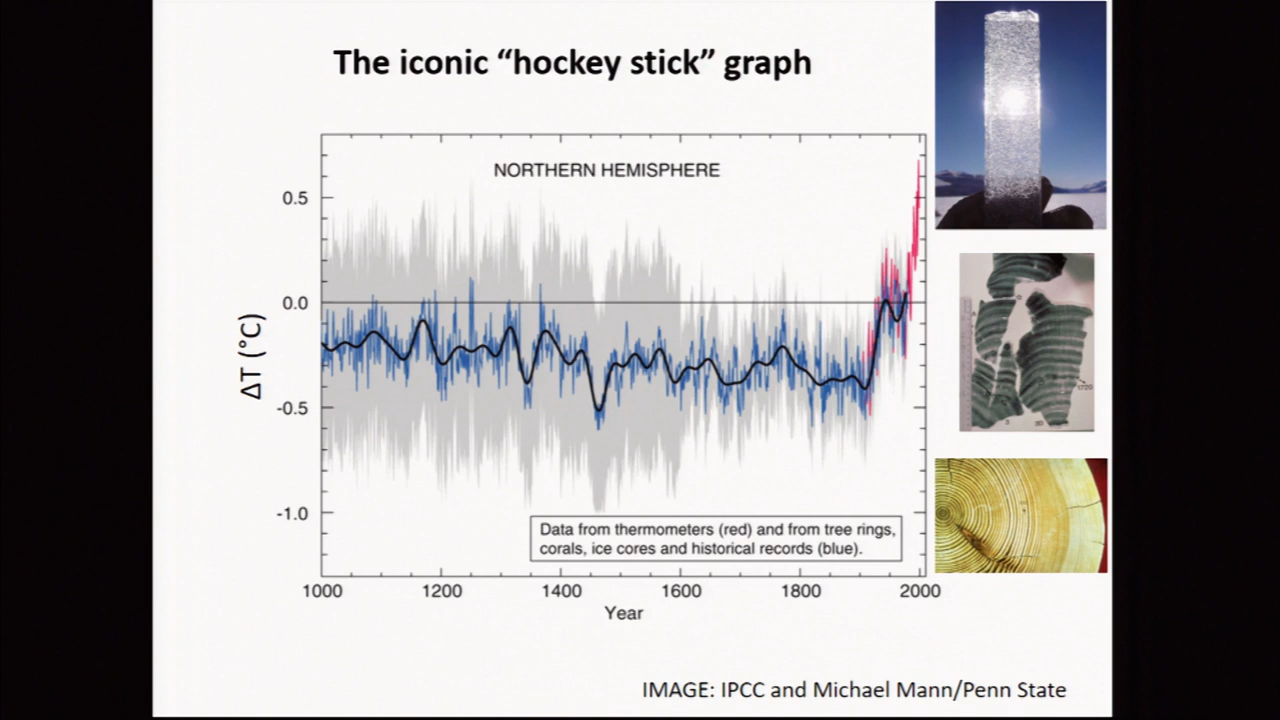 The iconic “hockey stick” graph
NORTHERN HEMISPHERE
0.5
0.0
-0.5
-1.0
ΔT (°C)
Data from thermometers (red) and from tree rings,
corals, ice cores and historical records (blue).
1000 1200 1400 1600 1800 2000
Year
1720
3
IMAGE: IPCC and Michael Mann/Penn State